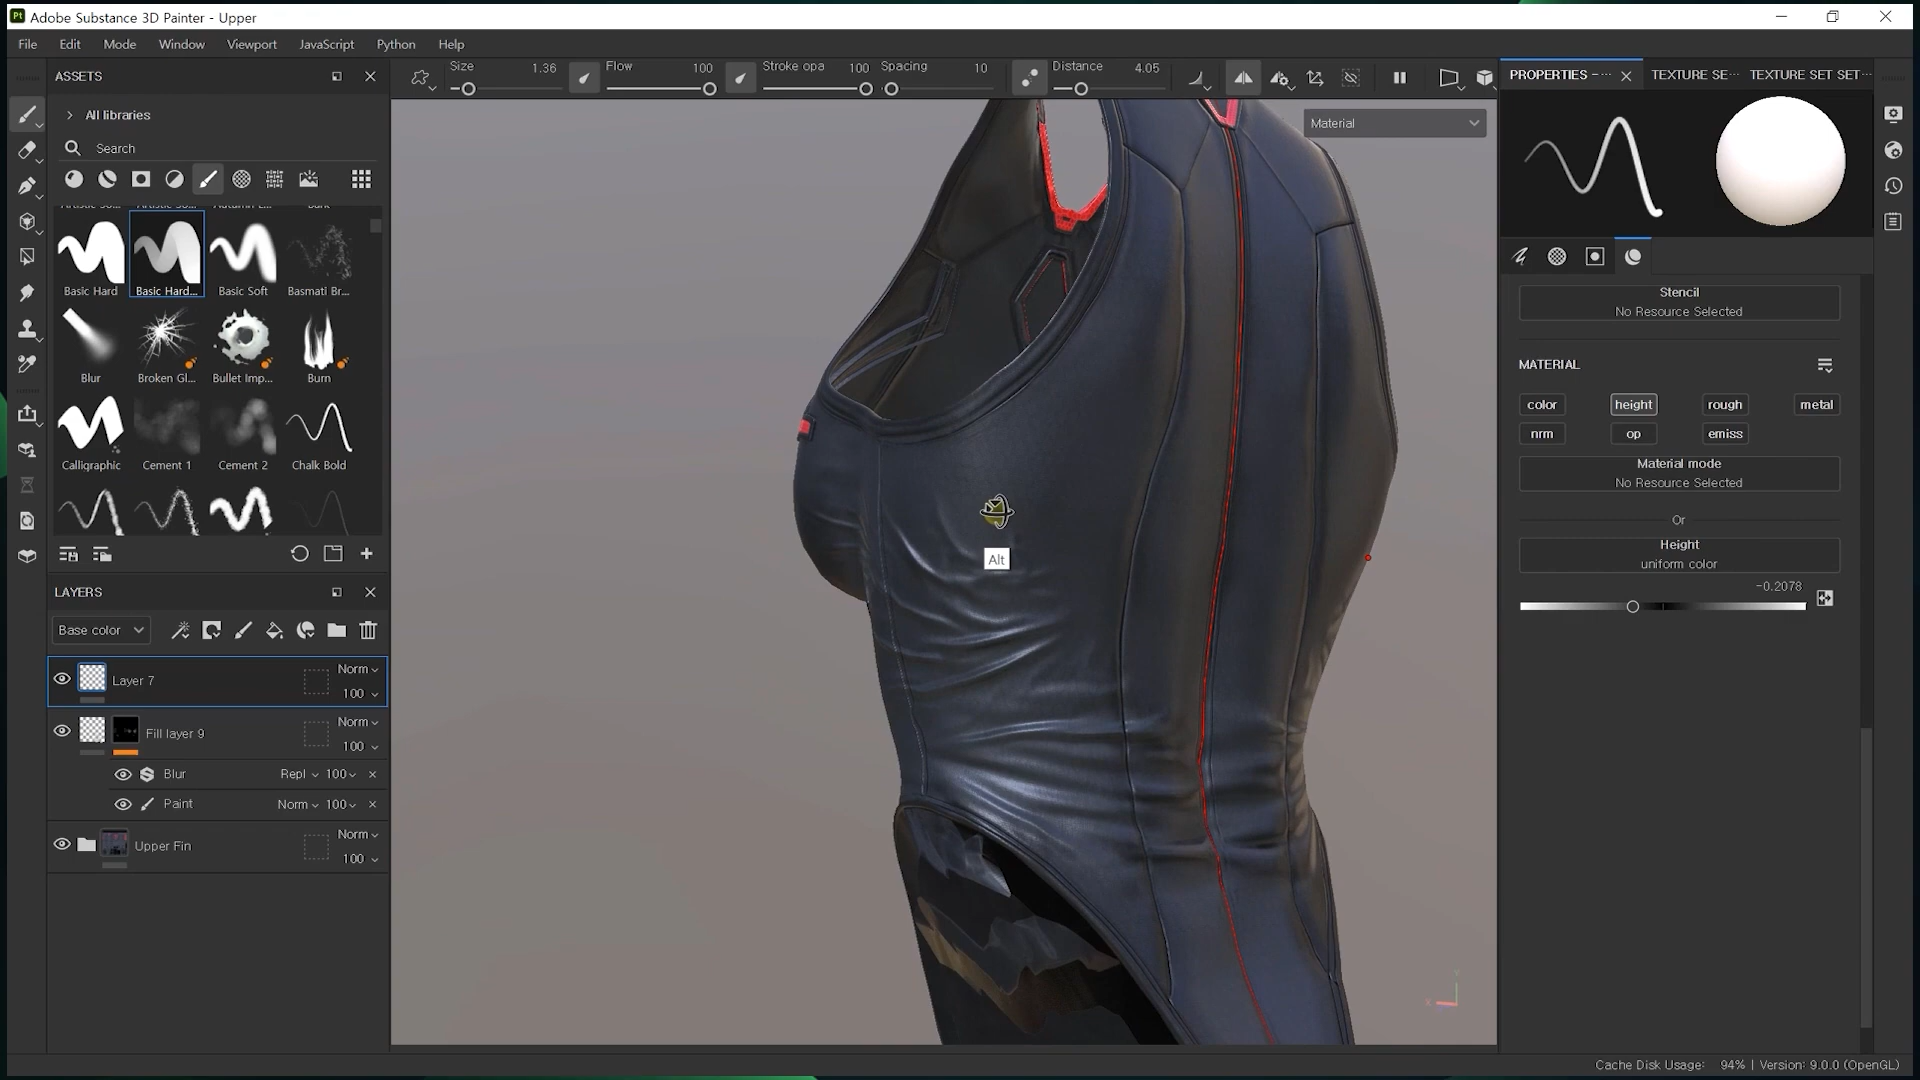 Adobe Substance 3D Painter - Upper
File Edit Mode Window Viewport JavaScript Python Help
ASSETS
Size 1.36 Flow 100 Stroke opa 100 Spacing 10 Distance 4.05
PROPERTIES - ··· TEXTURE SE··· TEXTURE SET SET···
All libraries
Search
Material
Basic Hard Basic Hard... Basic Soft Basmati Br...
Blur Broken Gl... Bullet Imp... Burn
Calligraphic Cement 1 Cement 2 Chalk Bold
LAYERS
Base color
Layer 7 Norm 100
Fill layer 9 Norm 100
Blur Repl 100
Paint Norm 100
Upper Fin Norm 100
Alt
Stencil
No Resource Selected
MATERIAL
color height rough metal
nrm op emiss
Material mode
No Resource Selected
Or
Height
uniform color
-0.2078
Cache Disk Usage: 94% | Version: 9.0.0 (OpenGL)